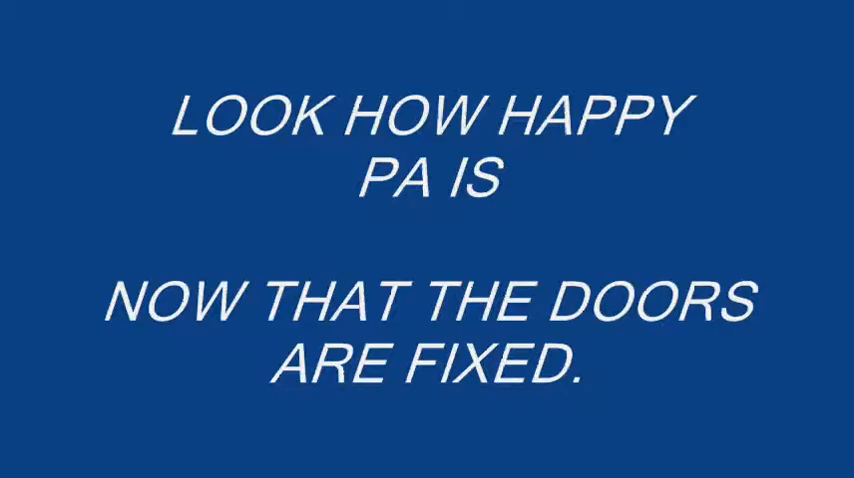 LOOK HOW HAPPY
PA IS
NOW THAT THE DOORS
ARE FIXED.